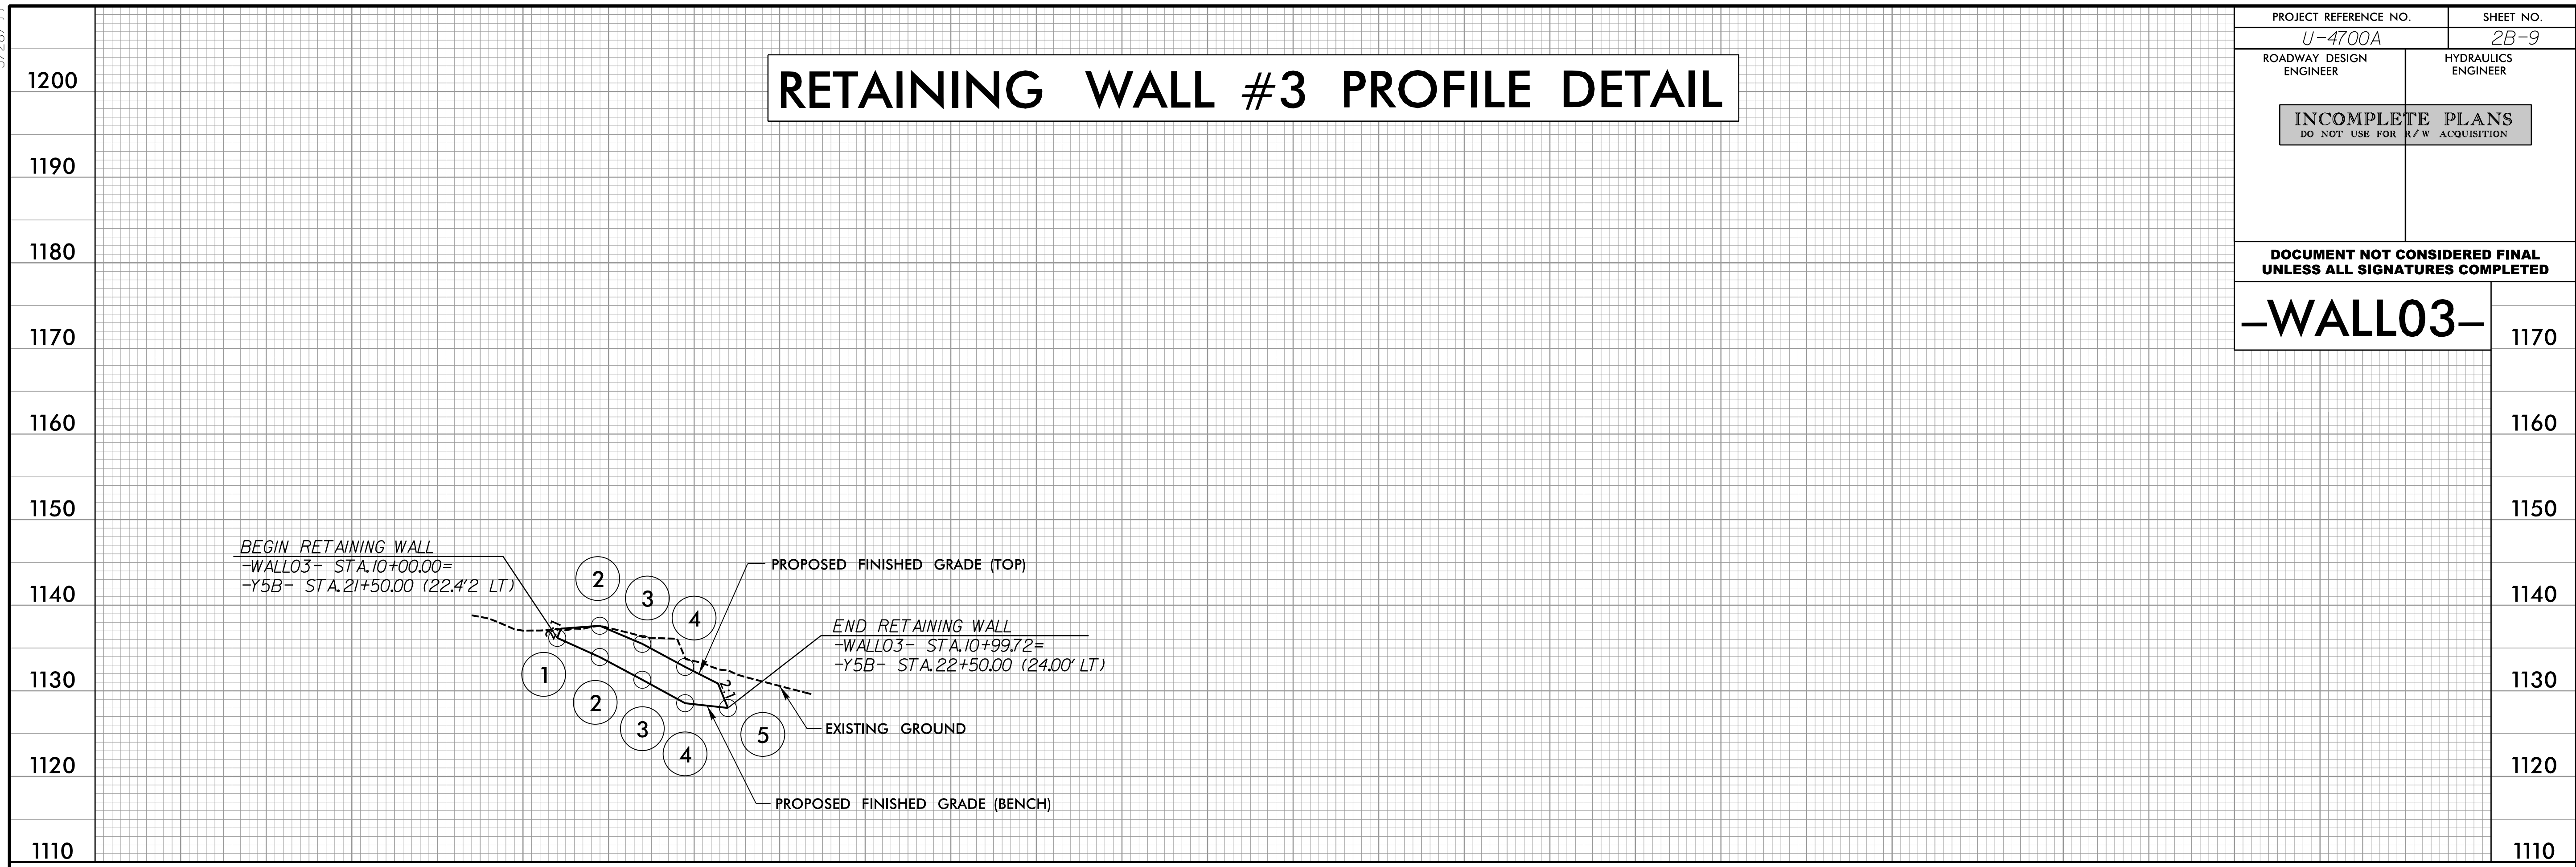 RETAINING WALL #3 PROFILE DETAIL
PROJECT REFERENCE NO.
SHEET NO.
U-4700A
2B-9
ROADWAY DESIGN
ENGINEER
HYDRAULICS
ENGINEER
INCOMPLETE PLANS
DO NOT USE FOR R/W ACQUISITION
DOCUMENT NOT CONSIDERED FINAL
UNLESS ALL SIGNATURES COMPLETED
-WALL03-
1200
1190
1180
1170
1160
1150
1140
1130
1120
1110
1170
1160
1150
1140
1130
1120
1110
BEGIN RETAINING WALL
-WALL03- STA.10+00.00=
-Y5B- STA.21+50.00 (22.4'2 LT)
2
3
4
PROPOSED FINISHED GRADE (TOP)
END RETAINING WALL
-WALL03- STA.10+99.72=
-Y5B- STA.22+50.00 (24.00' LT)
2:1
1
2
3
4
5
EXISTING GROUND
PROPOSED FINISHED GRADE (BENCH)